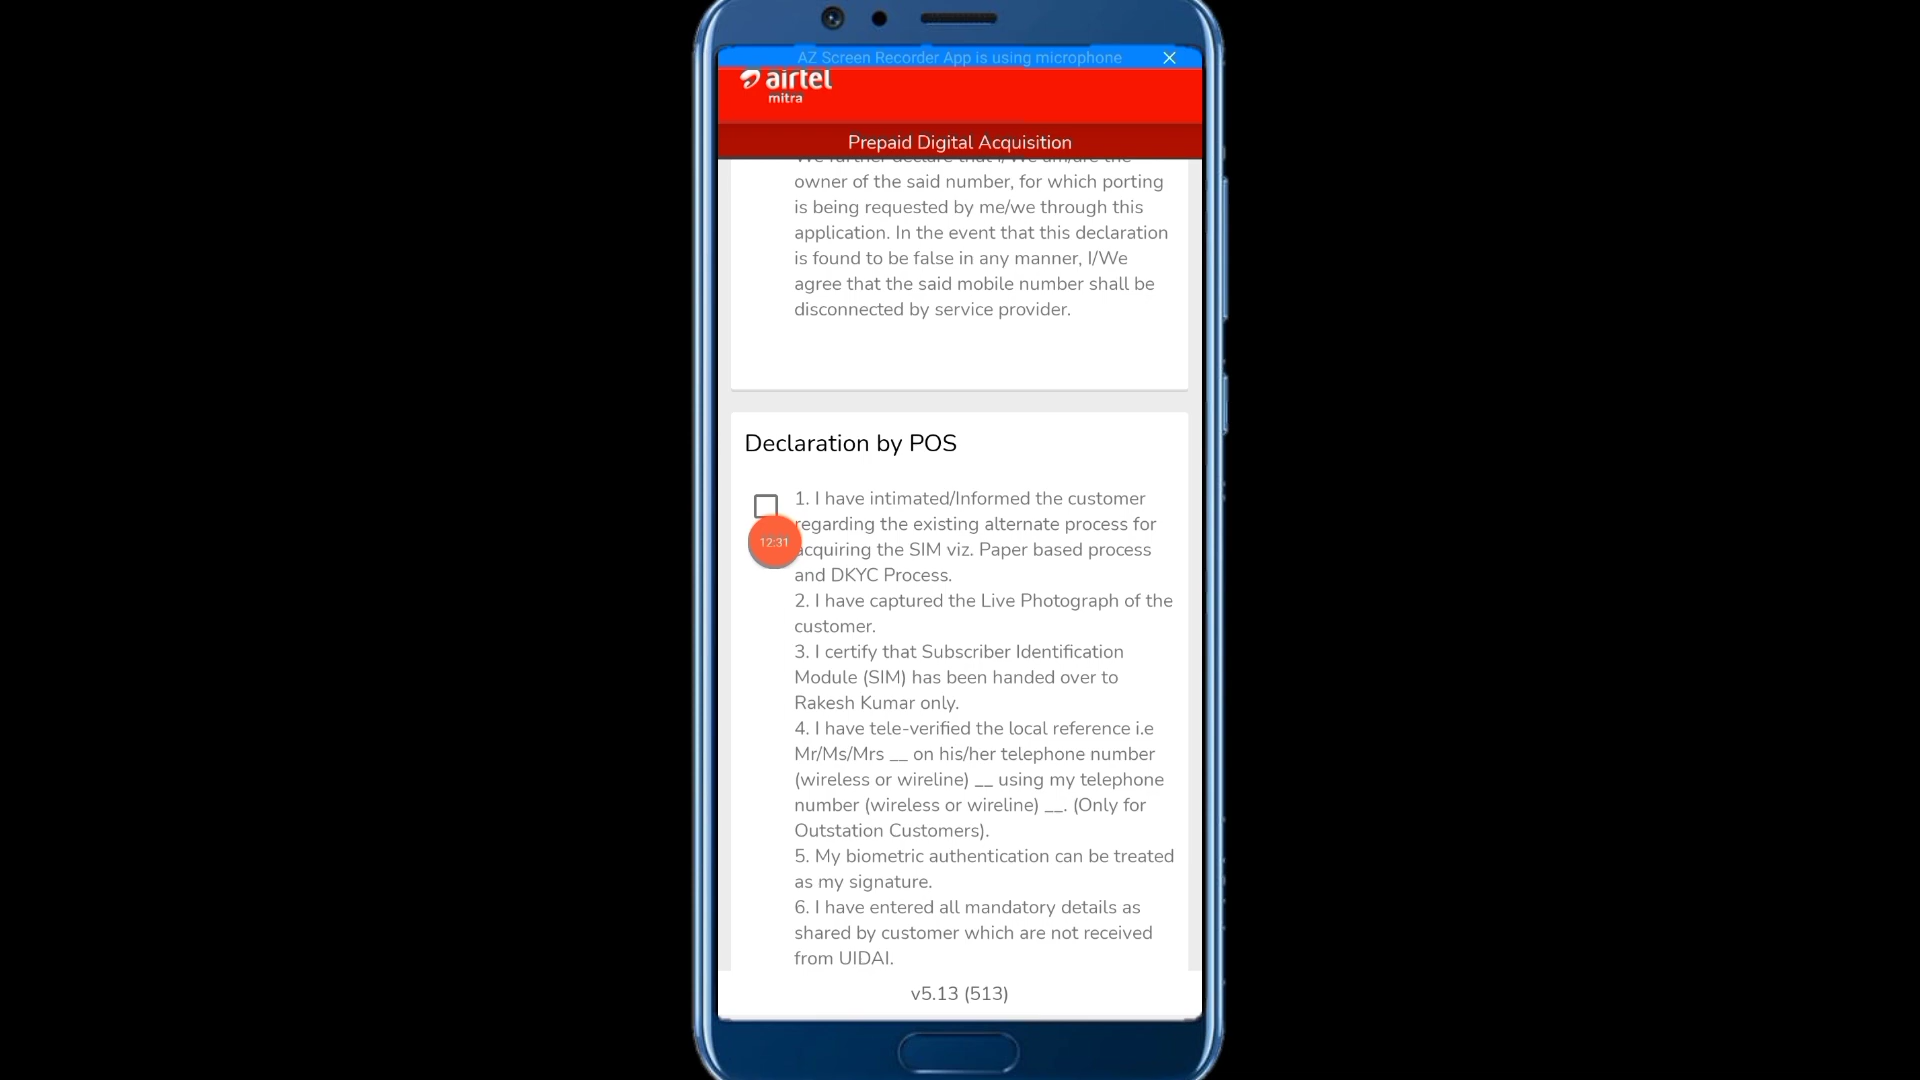 AZ Screen Recorder App is using microphone
airtel
mitra
Prepaid Digital Acquisition
We further declare that I/We am/are the
owner of the said number, for which porting
is being requested by me/we through this
application. In the event that this declaration
is found to be false in any manner, I/We
agree that the said mobile number shall be
disconnected by service provider.
Declaration by POS
1. I have intimated/Informed the customer
regarding the existing alternate process for
12:31
acquiring the SIM viz. Paper based process
and DKYC Process.
2. I have captured the Live Photograph of the
customer.
3. I certify that Subscriber Identification
Module (SIM) has been handed over to
Rakesh Kumar only.
4. I have tele-verified the local reference i.e
Mr/Ms/Mrs __ on his/her telephone number
(wireless or wireline) __ using my telephone
number (wireless or wireline) __. (Only for
Outstation Customers).
5. My biometric authentication can be treated
as my signature.
6. I have entered all mandatory details as
shared by customer which are not received
from UIDAI.
v5.13 (513)